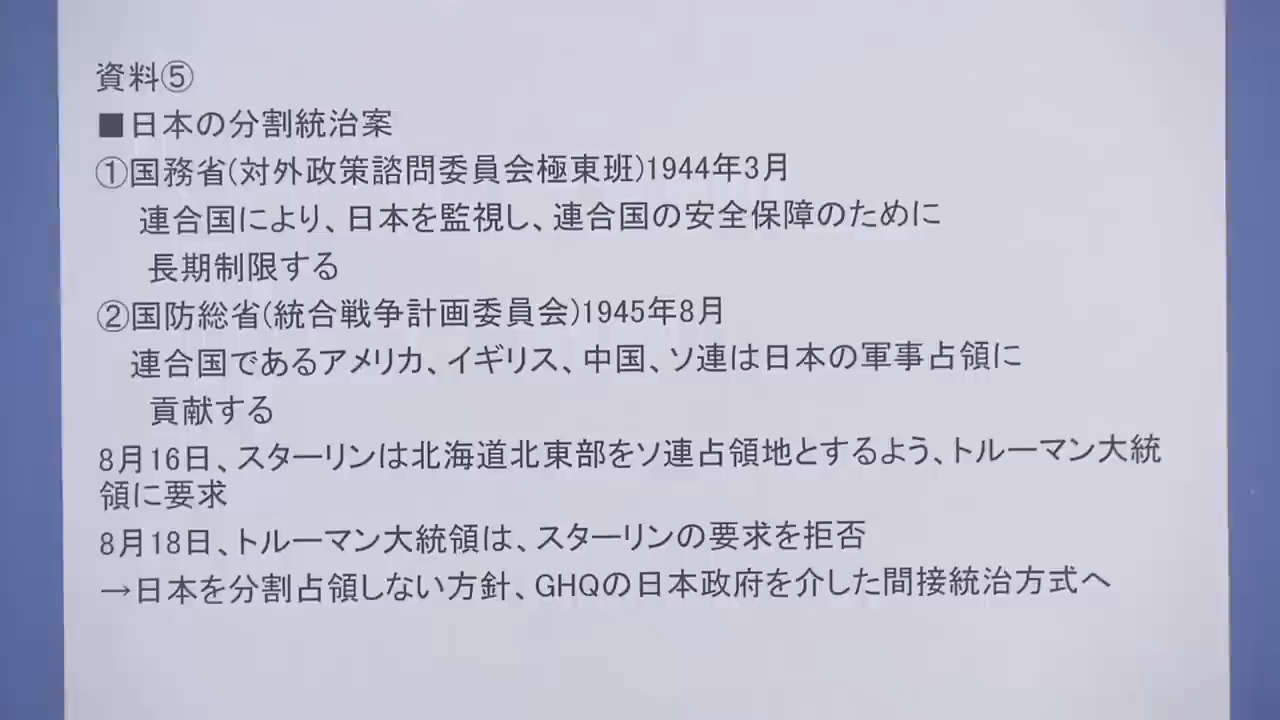 資料⑤
■日本の分割統治案
①国務省(対外政策諮問委員会極東班)1944年3月
連合国により、日本を監視し、連合国の安全保障のために
長期制限する
②国防総省(統合戦争計画委員会)1945年8月
連合国であるアメリカ、イギリス、中国、ソ連は日本の軍事占領に
貢献する
8月16日、スターリンは北海道北東部をソ連占領地とするよう、トルーマン大統
領に要求
8月18日、トルーマン大統領は、スターリンの要求を拒否
→日本を分割占領しない方針、GHQの日本政府を介した間接統治方式へ